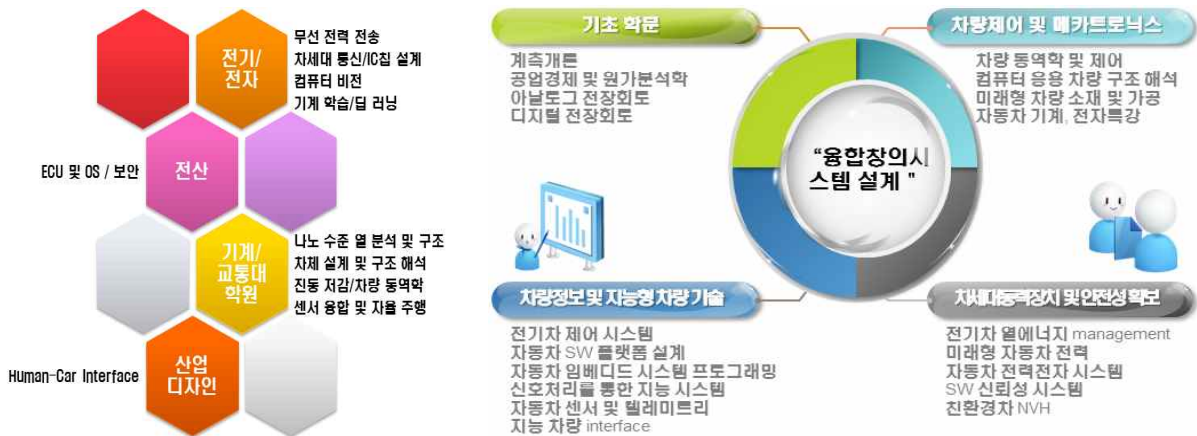 전기/
전자
무선 전력 전송
차세대 통신/IC칩 설계
컴퓨터 비전
기계 학습/딥 러닝
ECU 및 OS / 보안
전산
기계/
교통대
학원
나노 수준 열 분석 및 구조
차체 설계 및 구조 해석
진동 저감/차량 동역학
센서 융합 및 자율 주행
Human-Car Interface
산업
디자인
기초 학문
계측개론
공업경제 및 원가분석학
아날로그 전장회로
디지털 전장회로
차량제어 및 메카트로닉스
차량 동역학 및 제어
컴퓨터 응용 차량 구조 해석
미래형 차량 소재 및 가공
자동차 기계, 전자특강
“융합창의시
스템 설계 "
차량정보 및 지능형 차량 기술
전기차 제어 시스템
자동차 SW 플랫폼 설계
자동차 임베디드 시스템 프로그래밍
신호처리를 통한 지능 시스템
자동차 센서 및 텔레미트리
지능 차량 interface
차세대동력장치 및 안전성 확보
전기차 열에너지 management
미래형 자동차 전력
자동차 전력전자 시스템
SW 신뢰성 시스템
친환경차 NVH